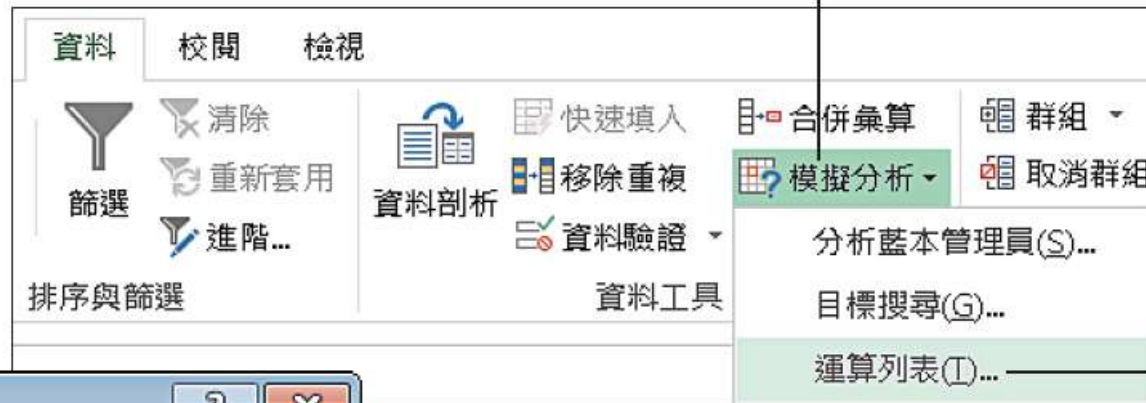 資料 校閱 檢視
清除 快速填入 合併彙算 群組
重新套用 移除重複 模擬分析 取消群組
篩選 資料剖析
進階... 資料驗證 分析藍本管理員(S)...
排序與篩選 資料工具 目標搜尋(G)...
運算列表(T)...